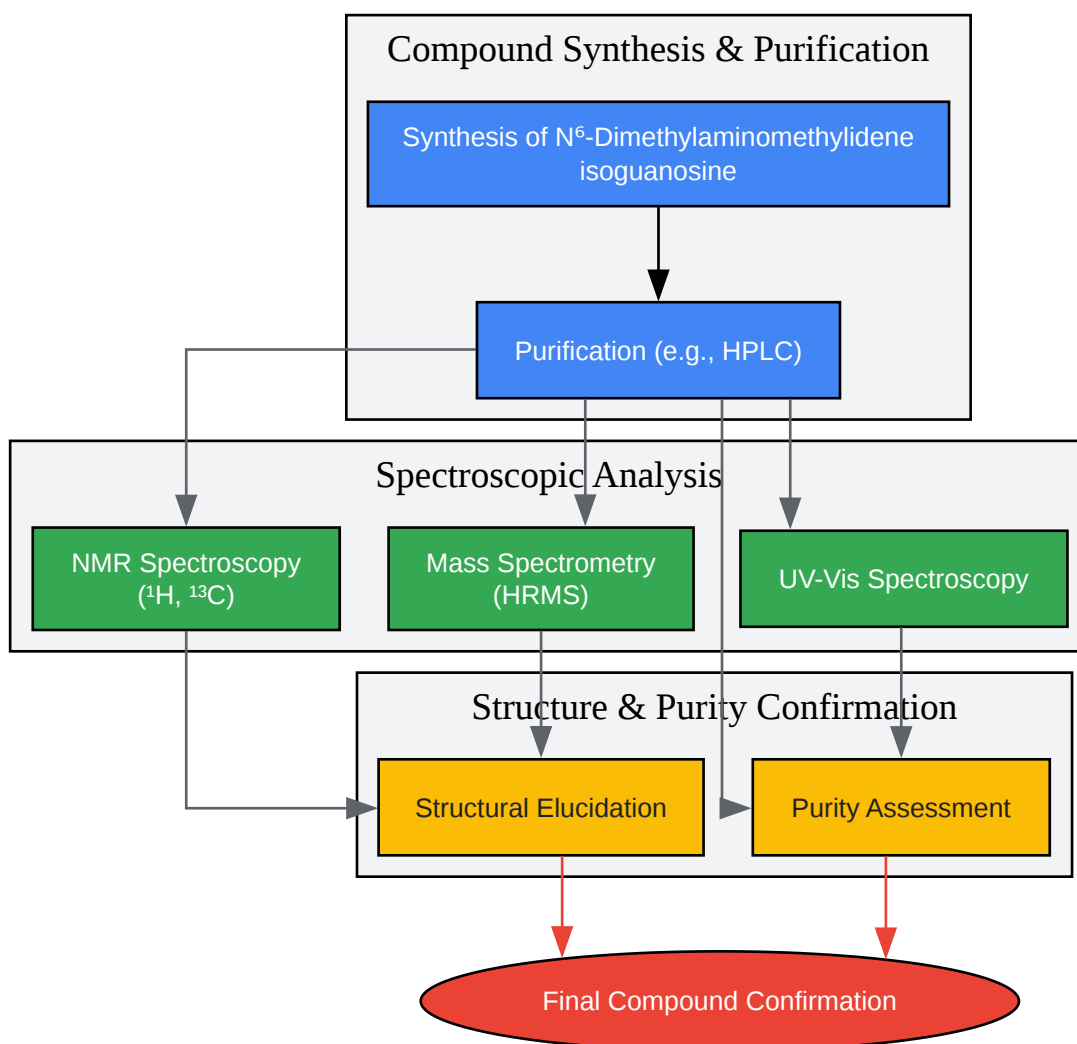 Compound Synthesis & Purification
Synthesis of N⁶-Dimethylaminomethylidene
isoguanosine
Purification (e.g., HPLC)
Spectroscopic Analysis
NMR Spectroscopy
(¹H, ¹³C)
Mass Spectrometry
(HRMS)
UV-Vis Spectroscopy
Structure & Purity Confirmation
Structural Elucidation
Purity Assessment
Final Compound Confirmation